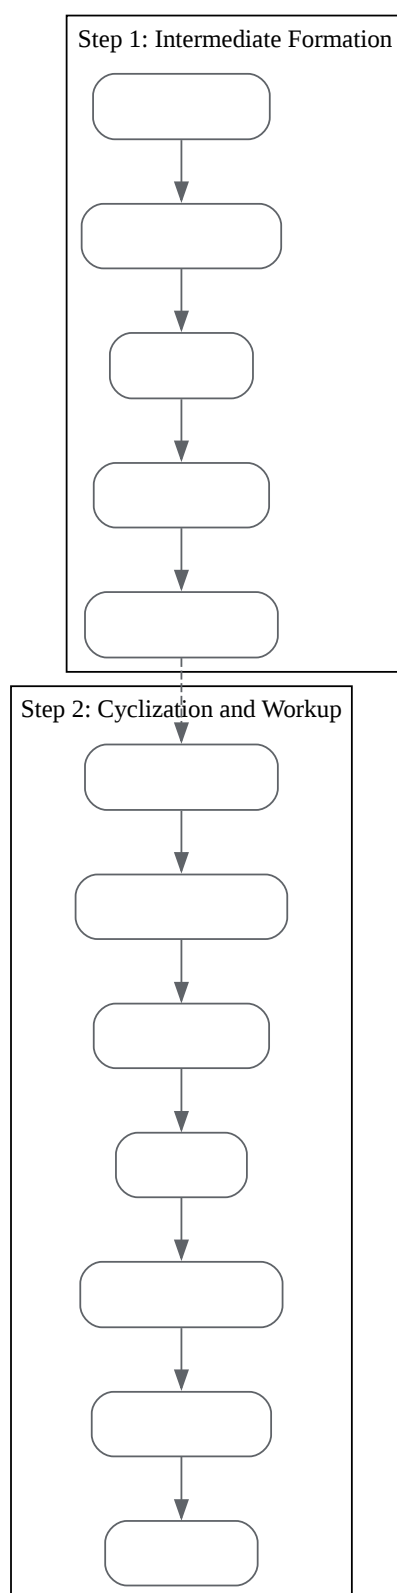 Step 1: Intermediate Formation
Step 2: Cyclization and Workup